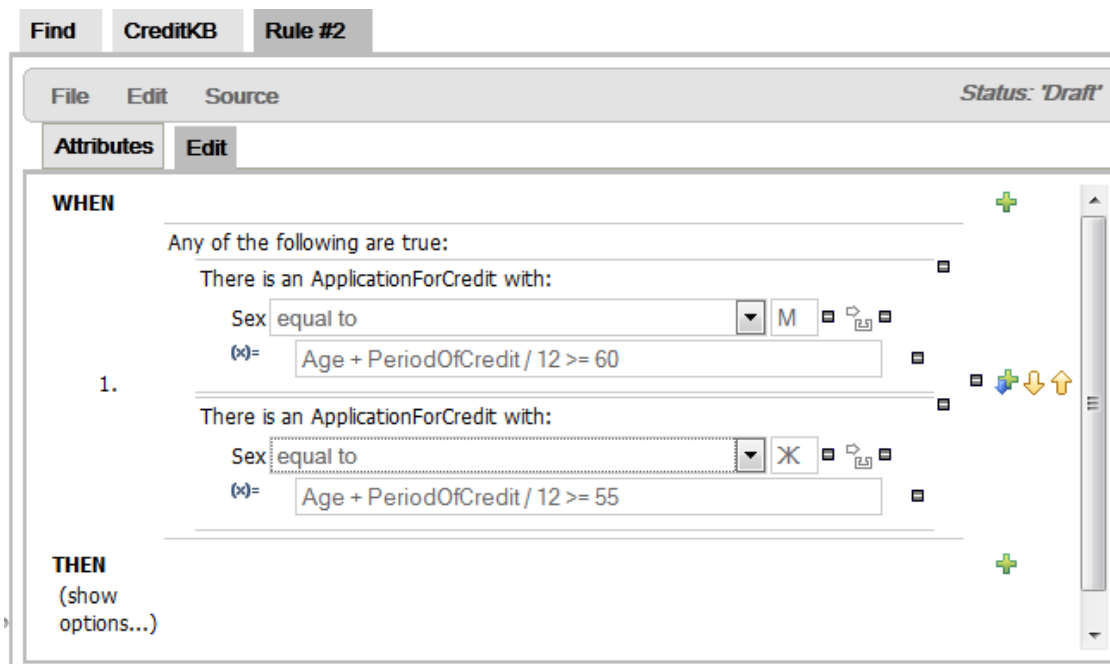 Find CreditKB Rule #2
File Edit Source Status: 'Draft'
Attributes Edit
WHEN
Any of the following are true:
There is an ApplicationForCredit with:
Sex equal to М
(x)= Age + PeriodOfCredit / 12 >= 60
1.
There is an ApplicationForCredit with:
Sex equal to Ж
(x)= Age + PeriodOfCredit / 12 >= 55
THEN
(show
options...)